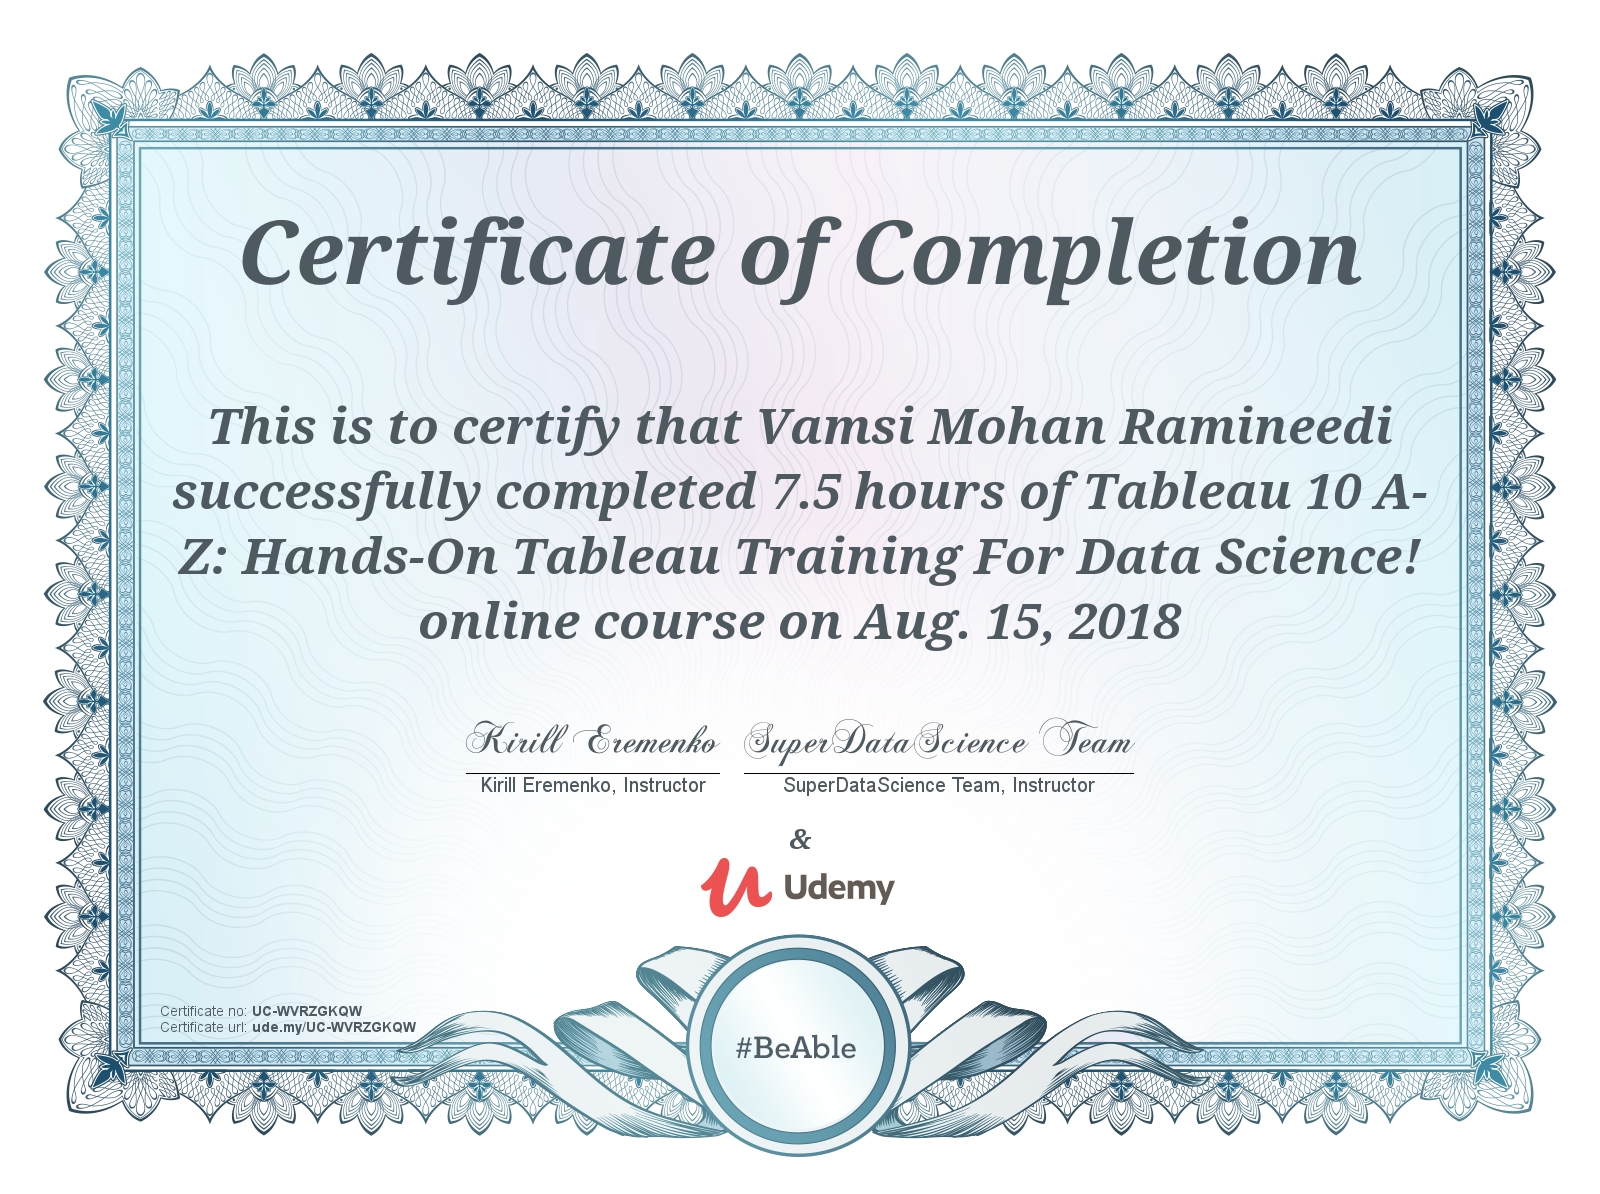 Certificate of Completion
This is to certify that Vamsi Mohan Ramineedi
successfully completed 7.5 hours of Tableau 10 A-
Z: Hands-On Tableau Training For Data Science!
online course on Aug. 15, 2018
Kirill Eremenko SuperDataScience Team
Kirill Eremenko, Instructor SuperDataScience Team, Instructor
&
Udemy
Certificate no: UC-WVRZGKQW
Certificate url: ude.my/UC-WVRZGKQW
#BeAble